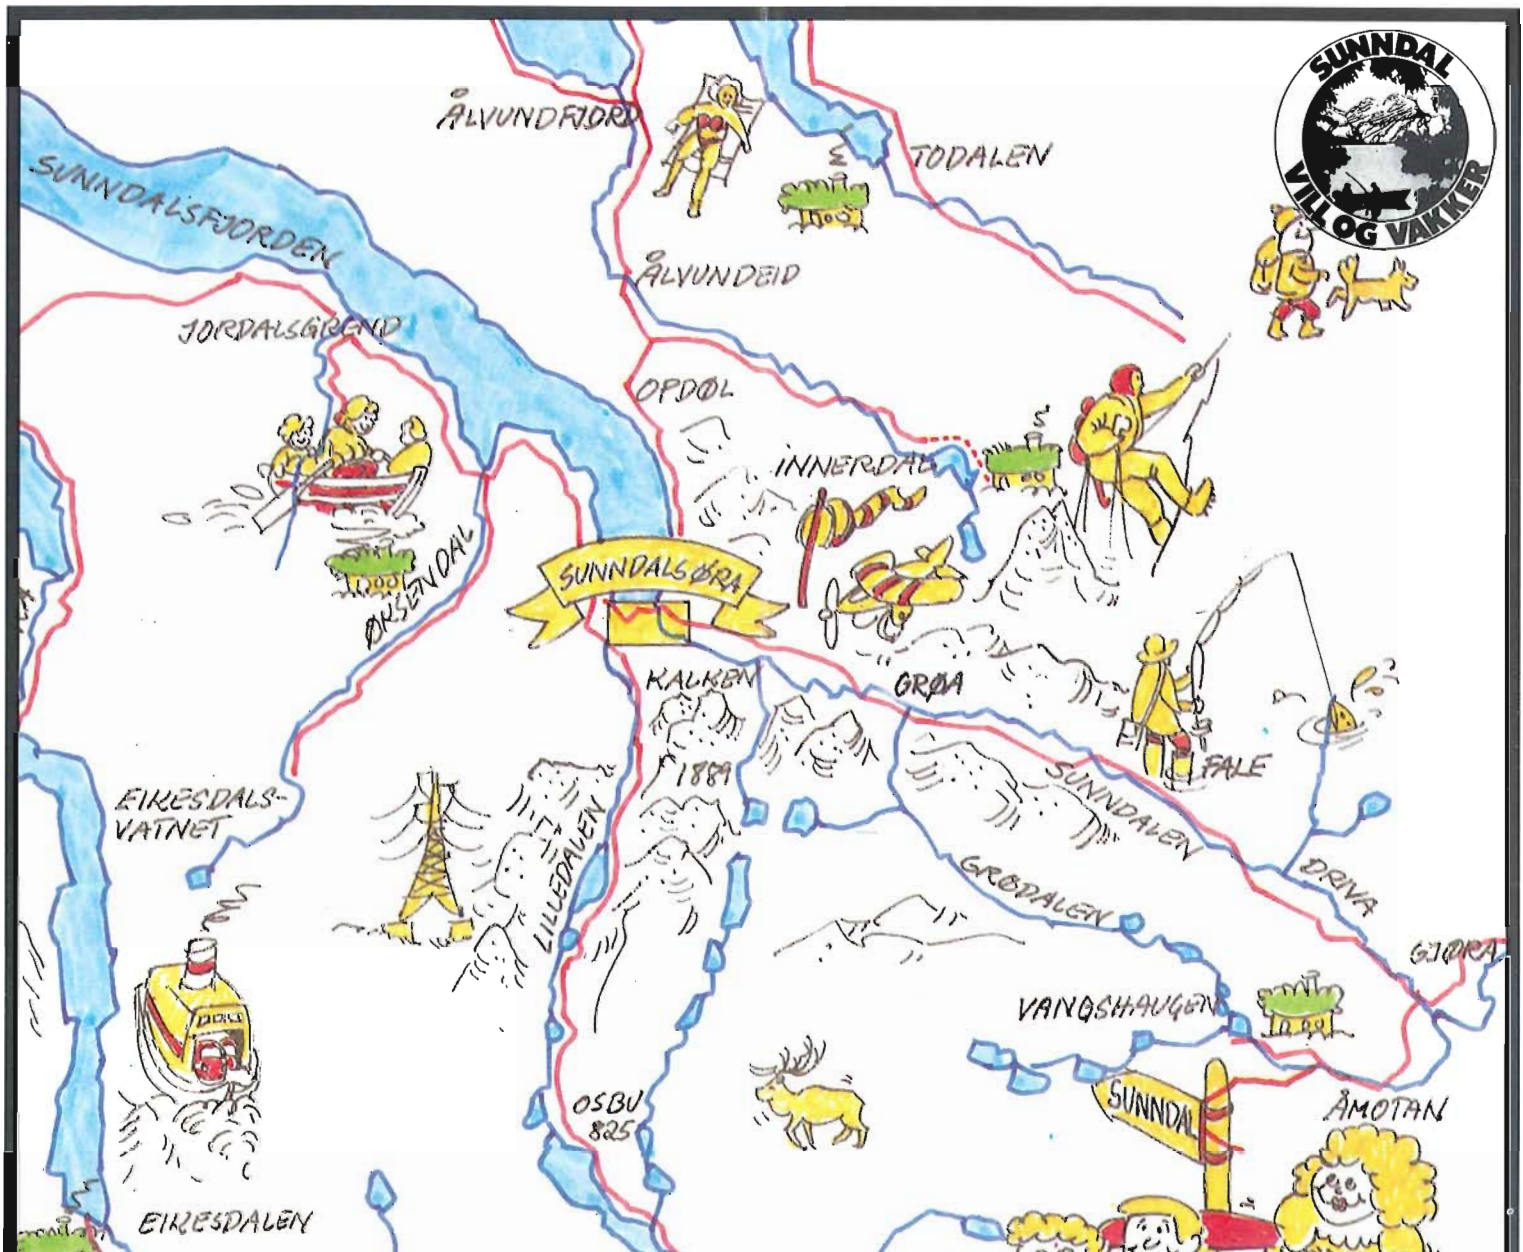 SUNNDAL
VILL OG VAKKER
ÅLVUNDFJORD
TODALEN
SUNNDALSFJORDEN
ÅLVUNDEID
JORDALSGREND
OPDØL
INNERDAL
ØKSENDAL
SUNNDALSØRA
KALKEN
1889
GRØA
FALE
SUNNDALEN
EIKESDALS-
VATNET
LILLEDALEN
GRØDALEN
DRIVA
GJØRA
VANGSHAUGEN
SUNNDAL
ÅMOTAN
OSBU
825
EIKESDALEN